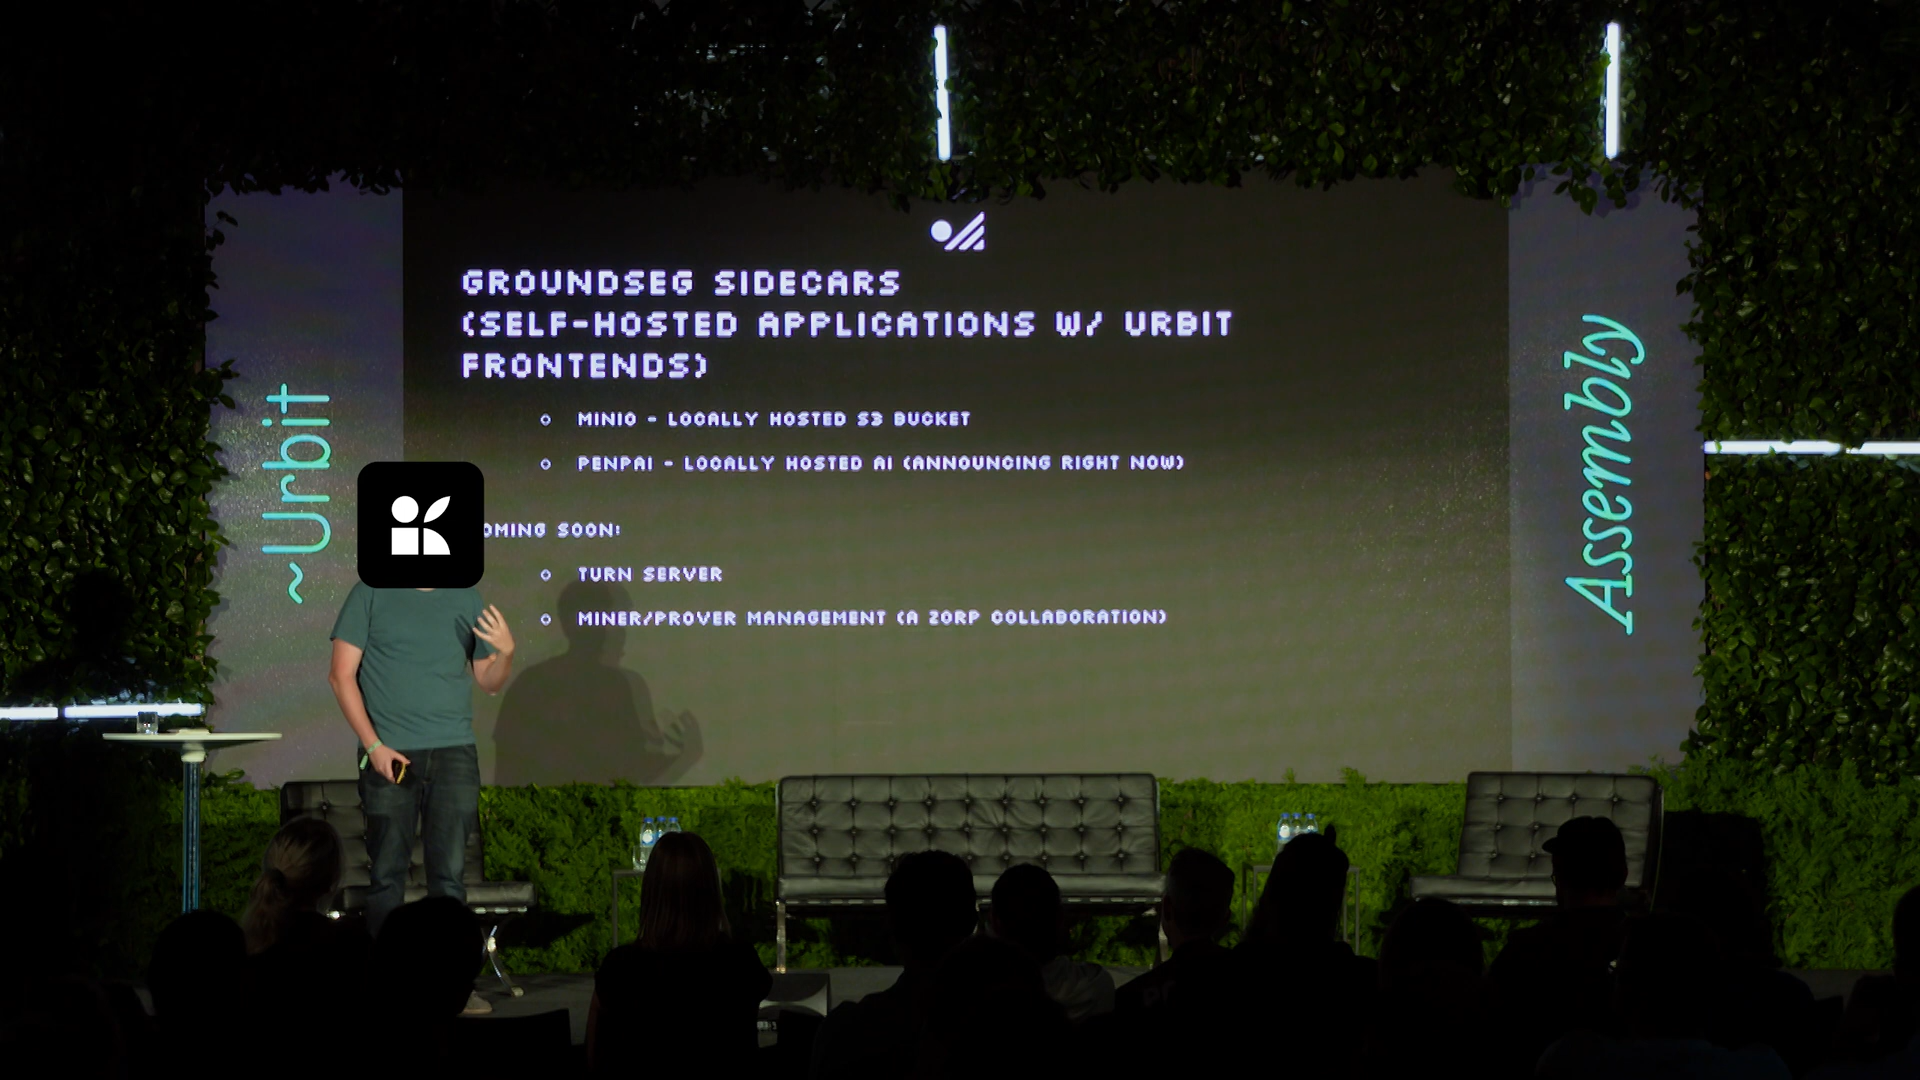 GROUNDSEG SIDECARS
(SELF-HOSTED APPLICATIONS W/ URBIT
FRONTENDS)
MINIO - LOCALLY HOSTED S3 BUCKET
PENPAI - LOCALLY HOSTED AI (ANNOUNCING RIGHT NOW)
OMING SOON:
TURN SERVER
MINER/PROVER MANAGEMENT (A ZORP COLLABORATION)
~Urbit
Assembly